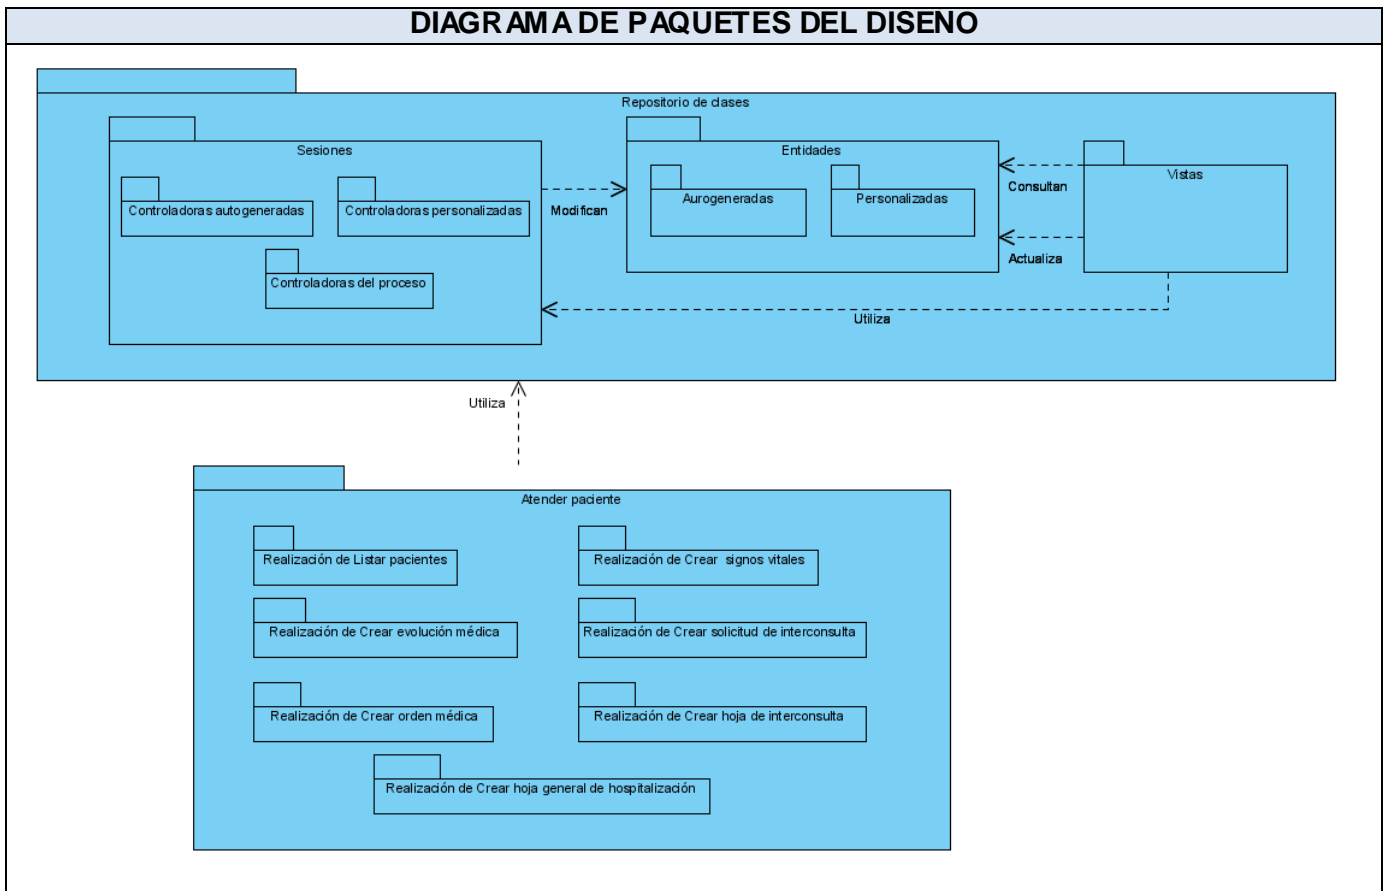 DIAGRAMA DE PAQUETES DEL DISENO
Repositorio de clases
Sesiones
Controladoras autogeneradas
Controladoras personalizadas
Controladoras del proceso
Modifican
Entidades
Aurogeneradas
Personalizadas
Consultan
Actualiza
Vistas
Utiliza
Utiliza
Atender paciente
Realización de Listar pacientes
Realización de Crear signos vitales
Realización de Crear evolución médica
Realización de Crear solicitud de interconsulta
Realización de Crear orden médica
Realización de Crear hoja de interconsulta
Realización de Crear hoja general de hospitalización